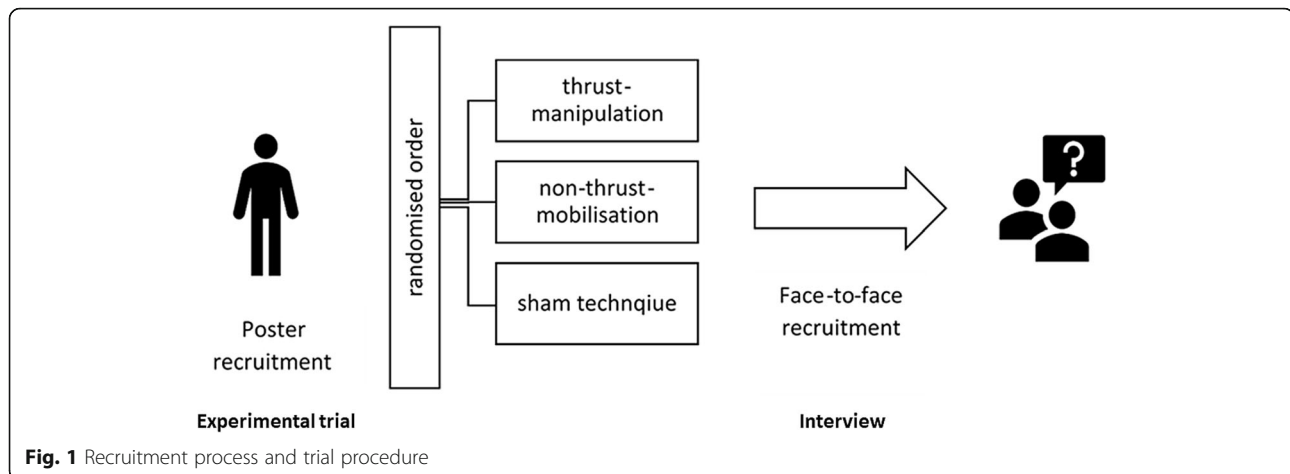 Poster
recruitment
randomised order
thrust-
manipulation
non-thrust-
mobilisation
sham technqiue
Face-to-face
recruitment
?
Experimental trial
Interview
Fig. 1 Recruitment process and trial procedure